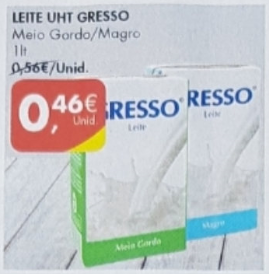 LEITE UHT GRESSO
Meio Gordo/Magro
1lt
0,56€/Unid.
0,46€
Unid.
RESSO
Leite
Meio Gordo
RESSO
Leite
Magro